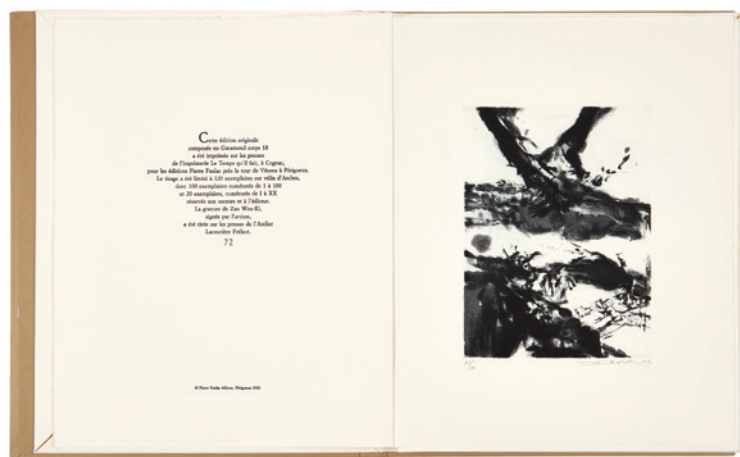 Cette édition originale
composée en Garamond corps 18
a été imprimée sur les presses
de l'imprimerie Le Temps qu'il fait, à Cognac,
pour les éditions Pierre Fanlac près la tour de Vésone à Périgueux.
Le tirage a été limité à 120 exemplaires sur vélin d'Arches,
dont 100 exemplaires numérotés de 1 à 100
et 20 exemplaires, numérotés de I à XX
réservés aux auteurs et à l'éditeur.
La gravure de Zao Wou-Ki,
signée par l'artiste,
a été tirée sur les presses de l'Atelier
Lacourière Frélaut.
72
© Pierre Fanlac éditeur, Périgueux